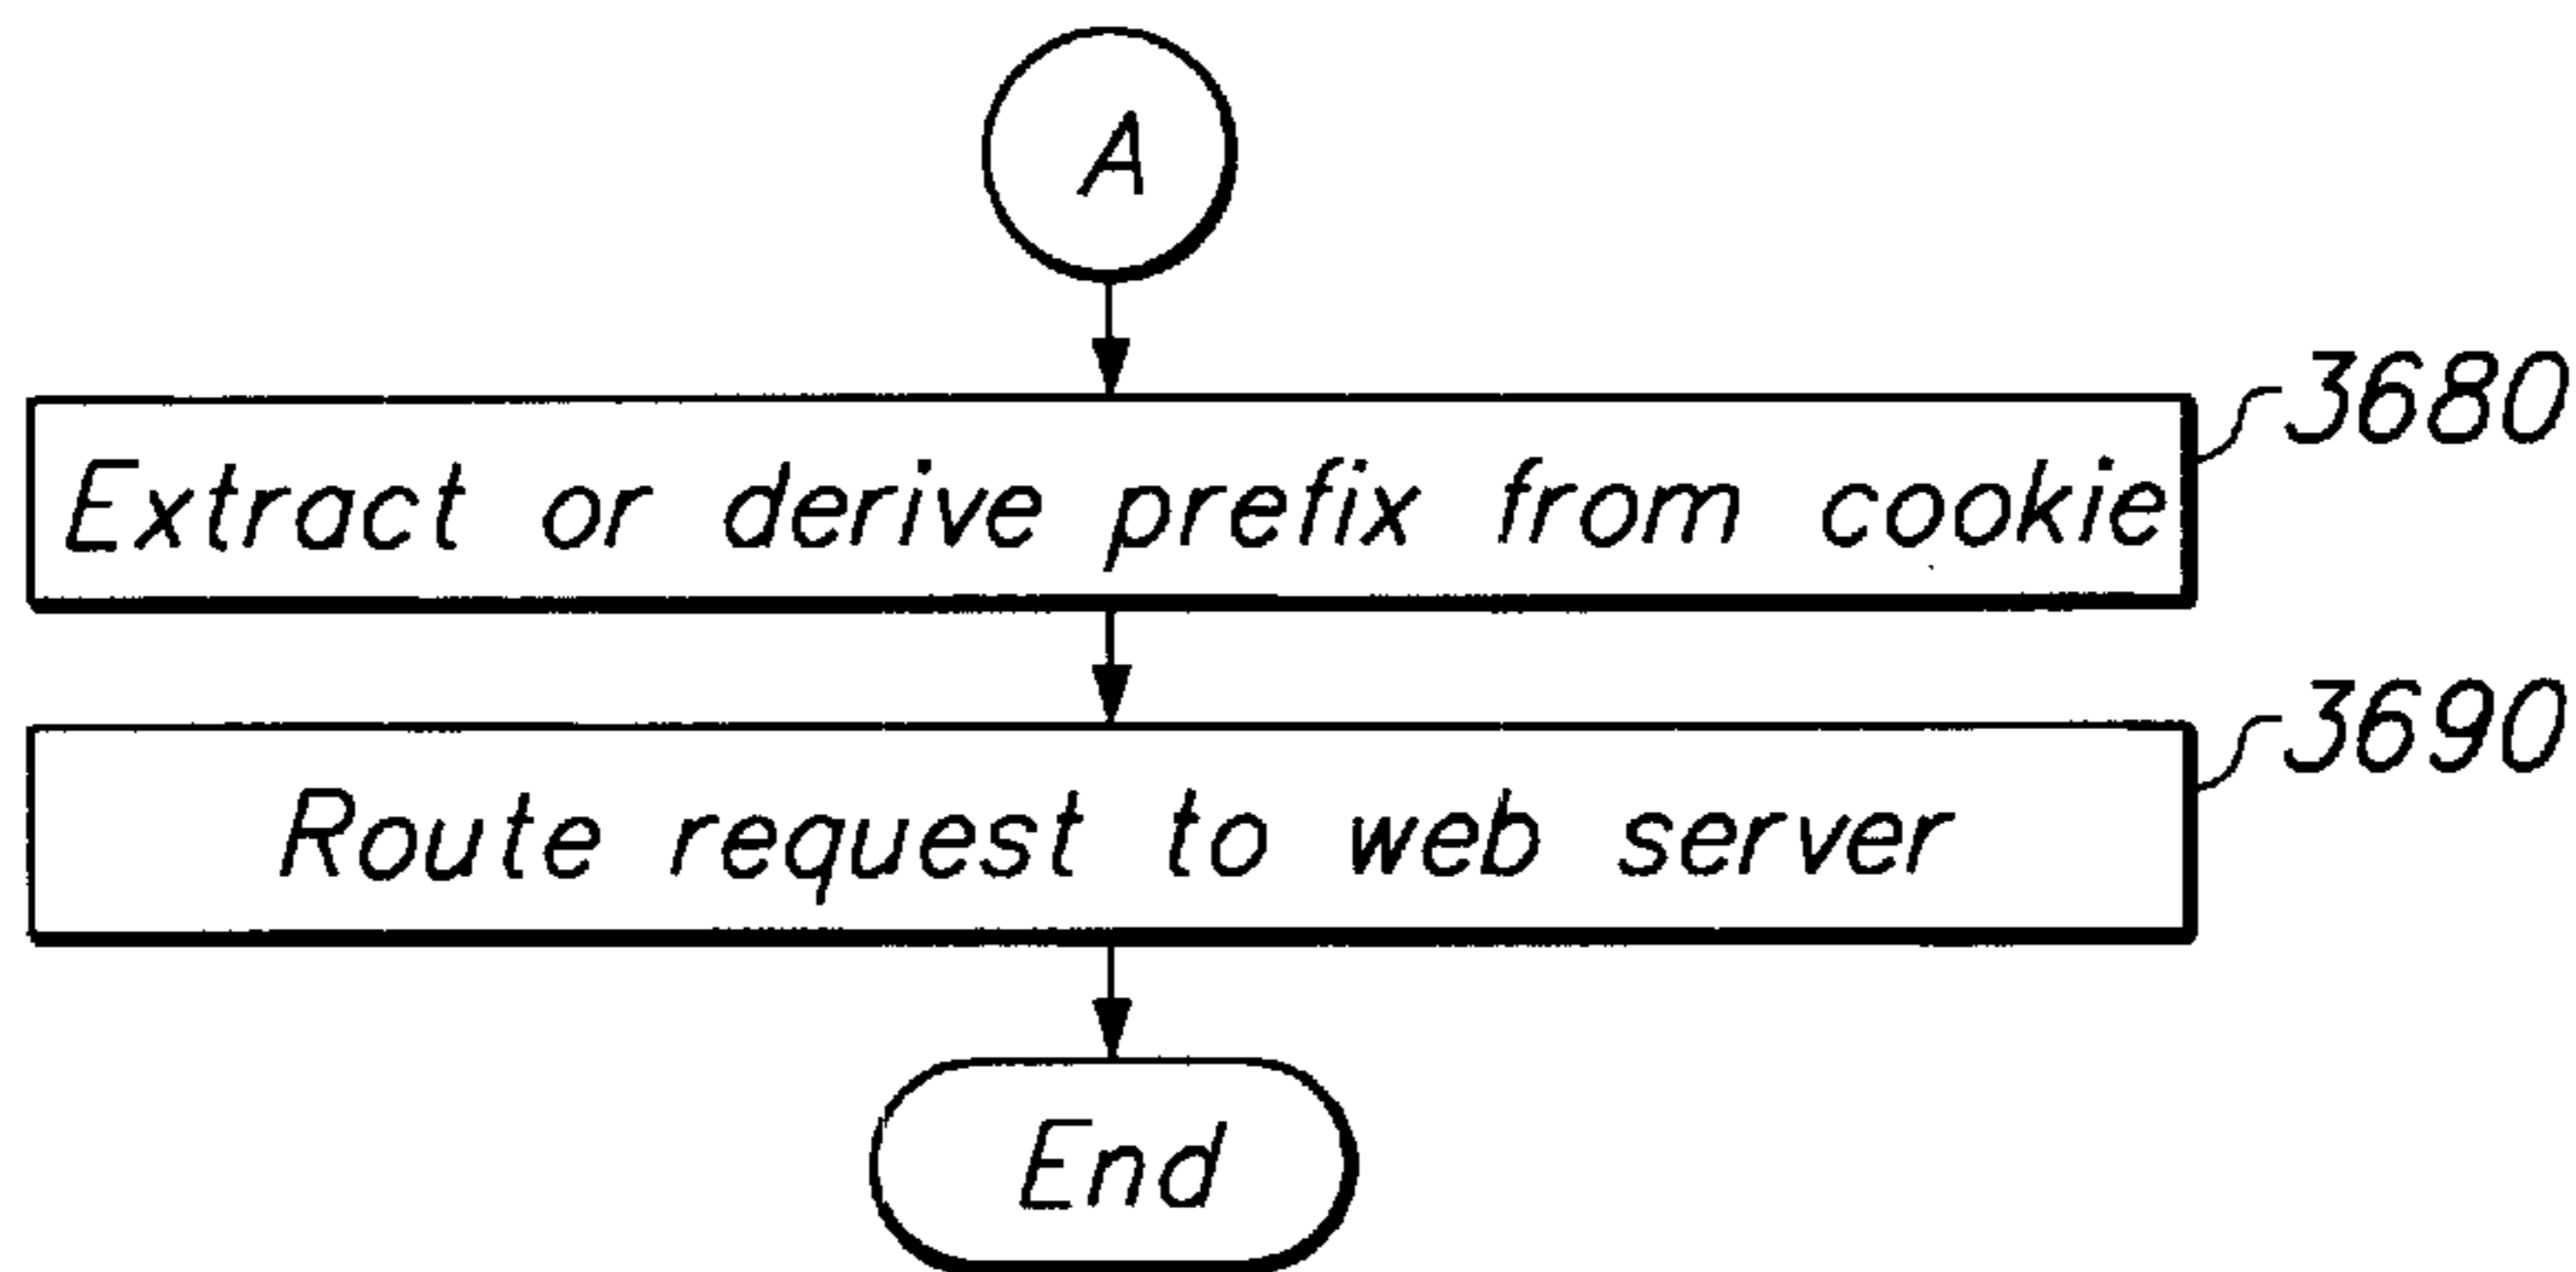 A
3680
Extract or derive prefix from cookie
3690
Route request to web server
End